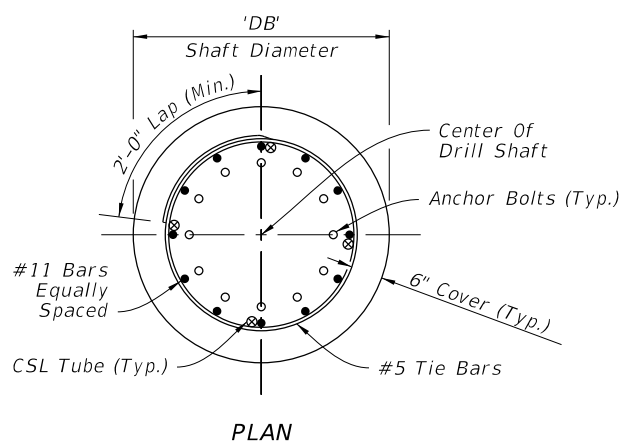 'DB'
Shaft Diameter
2'-0" Lap (Min.)
Center Of
Drill Shaft
Anchor Bolts (Typ.)
#11 Bars
Equally
Spaced
6" Cover (Typ.)
CSL Tube (Typ.)
#5 Tie Bars
PLAN